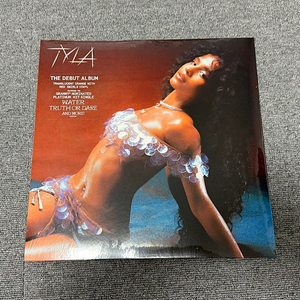 TYLA
THE DEBUT ALBUM
TRANSLUCENT ORANGE WITH
RED SWIRLS VINYL
GRAMMY NOMINATED
PLATINUM HIT SINGLE
WATER
TRUTH OR DARE
AND MORE